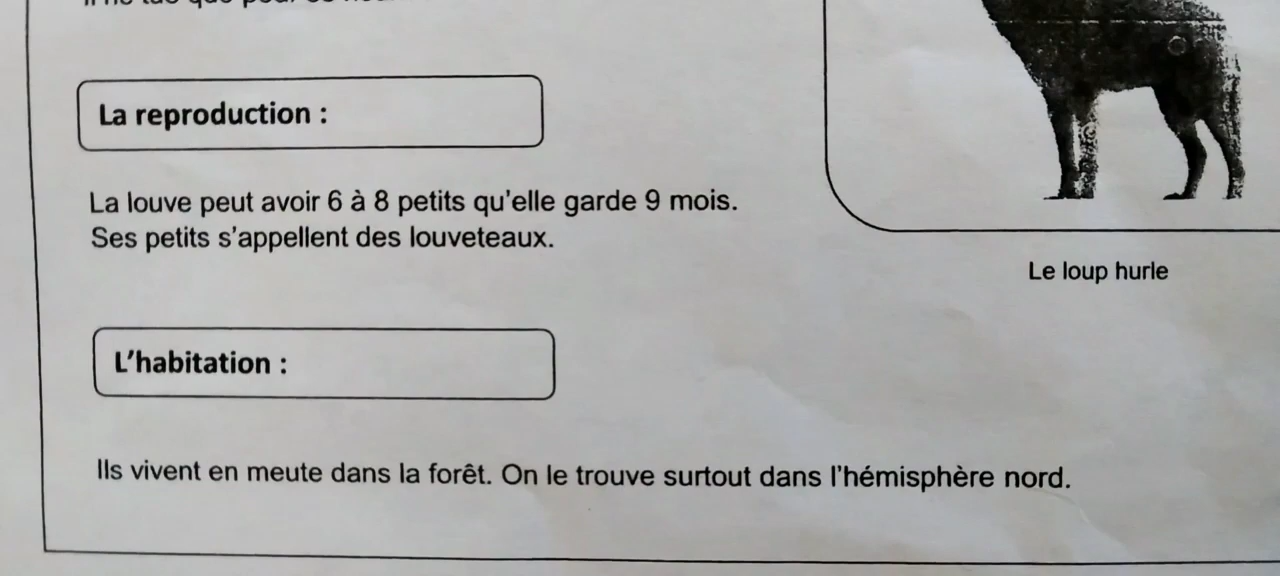 La reproduction :
La louve peut avoir 6 à 8 petits qu'elle garde 9 mois.
Ses petits s'appellent des louveteaux.
Le loup hurle
L'habitation :
Ils vivent en meute dans la forêt. On le trouve surtout dans l'hémisphère nord.